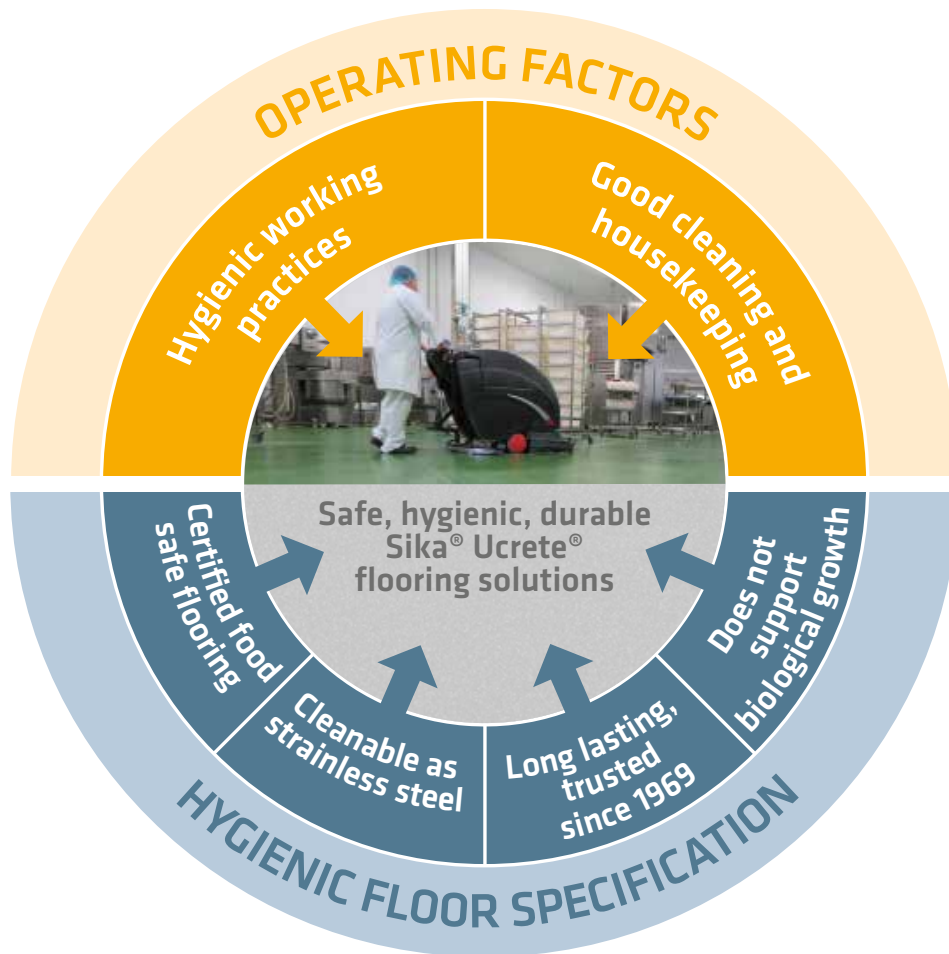 OPERATING FACTORS
Hygienic working
practices
Good cleaning and
housekeeping
Safe, hygienic, durable
Sika® Ucrete®
flooring solutions
Certified food
safe flooring
Cleanable as
strainless steel
Long lasting,
trusted
since 1969
Does not
support
biological growth
HYGIENIC FLOOR SPECIFICATION